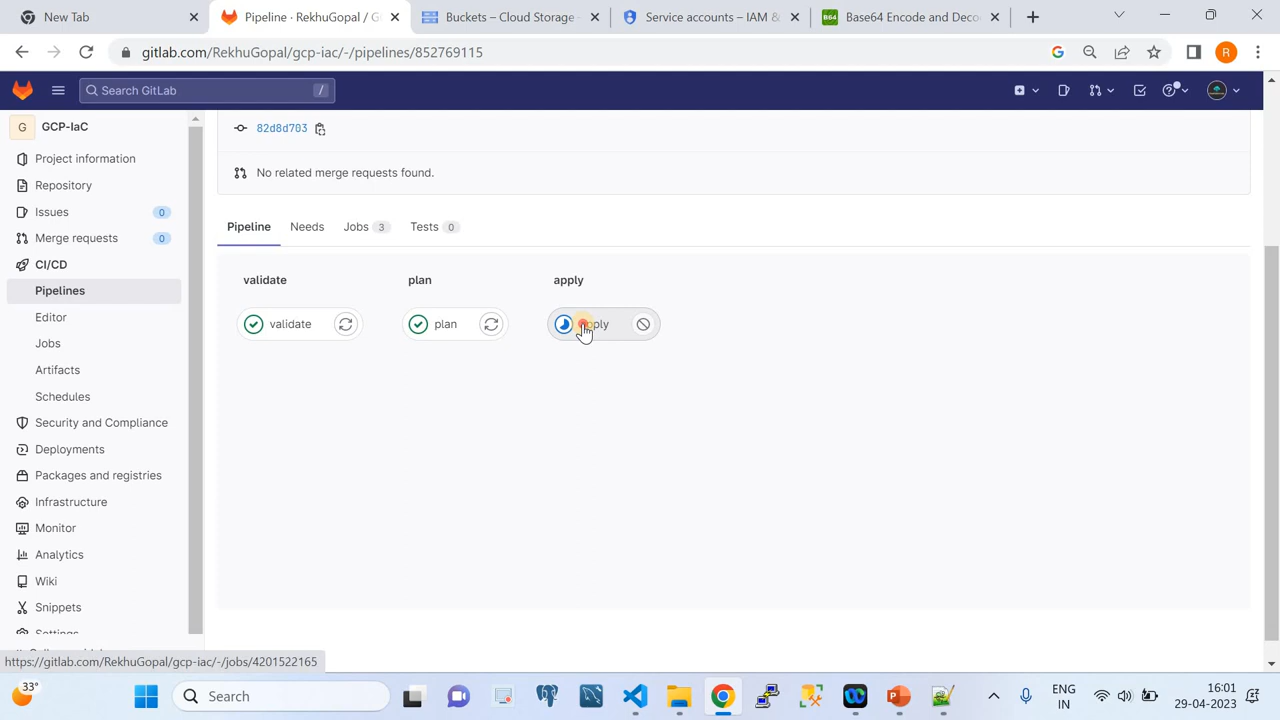 New Tab
Pipeline · RekhuGopal / G
Buckets – Cloud Storage -
Service accounts – IAM &
B64
Base64 Encode and Deco
gitlab.com/RekhuGopal/gcp-iac/-/pipelines/852769115
G
R
Search GitLab
/
G
GCP-IaC
Project information
Repository
Issues
0
Merge requests
0
CI/CD
Pipelines
Editor
Jobs
Artifacts
Schedules
Security and Compliance
Deployments
Packages and registries
Infrastructure
Monitor
Analytics
Wiki
Snippets
82d8d703
No related merge requests found.
Pipeline
Needs
Jobs 3
Tests 0
validate
plan
apply
validate
plan
https://gitlab.com/RekhuGopal/gcp-iac/-/jobs/4201522165
33°
Search
ENG
IN
16:01
29-04-2023